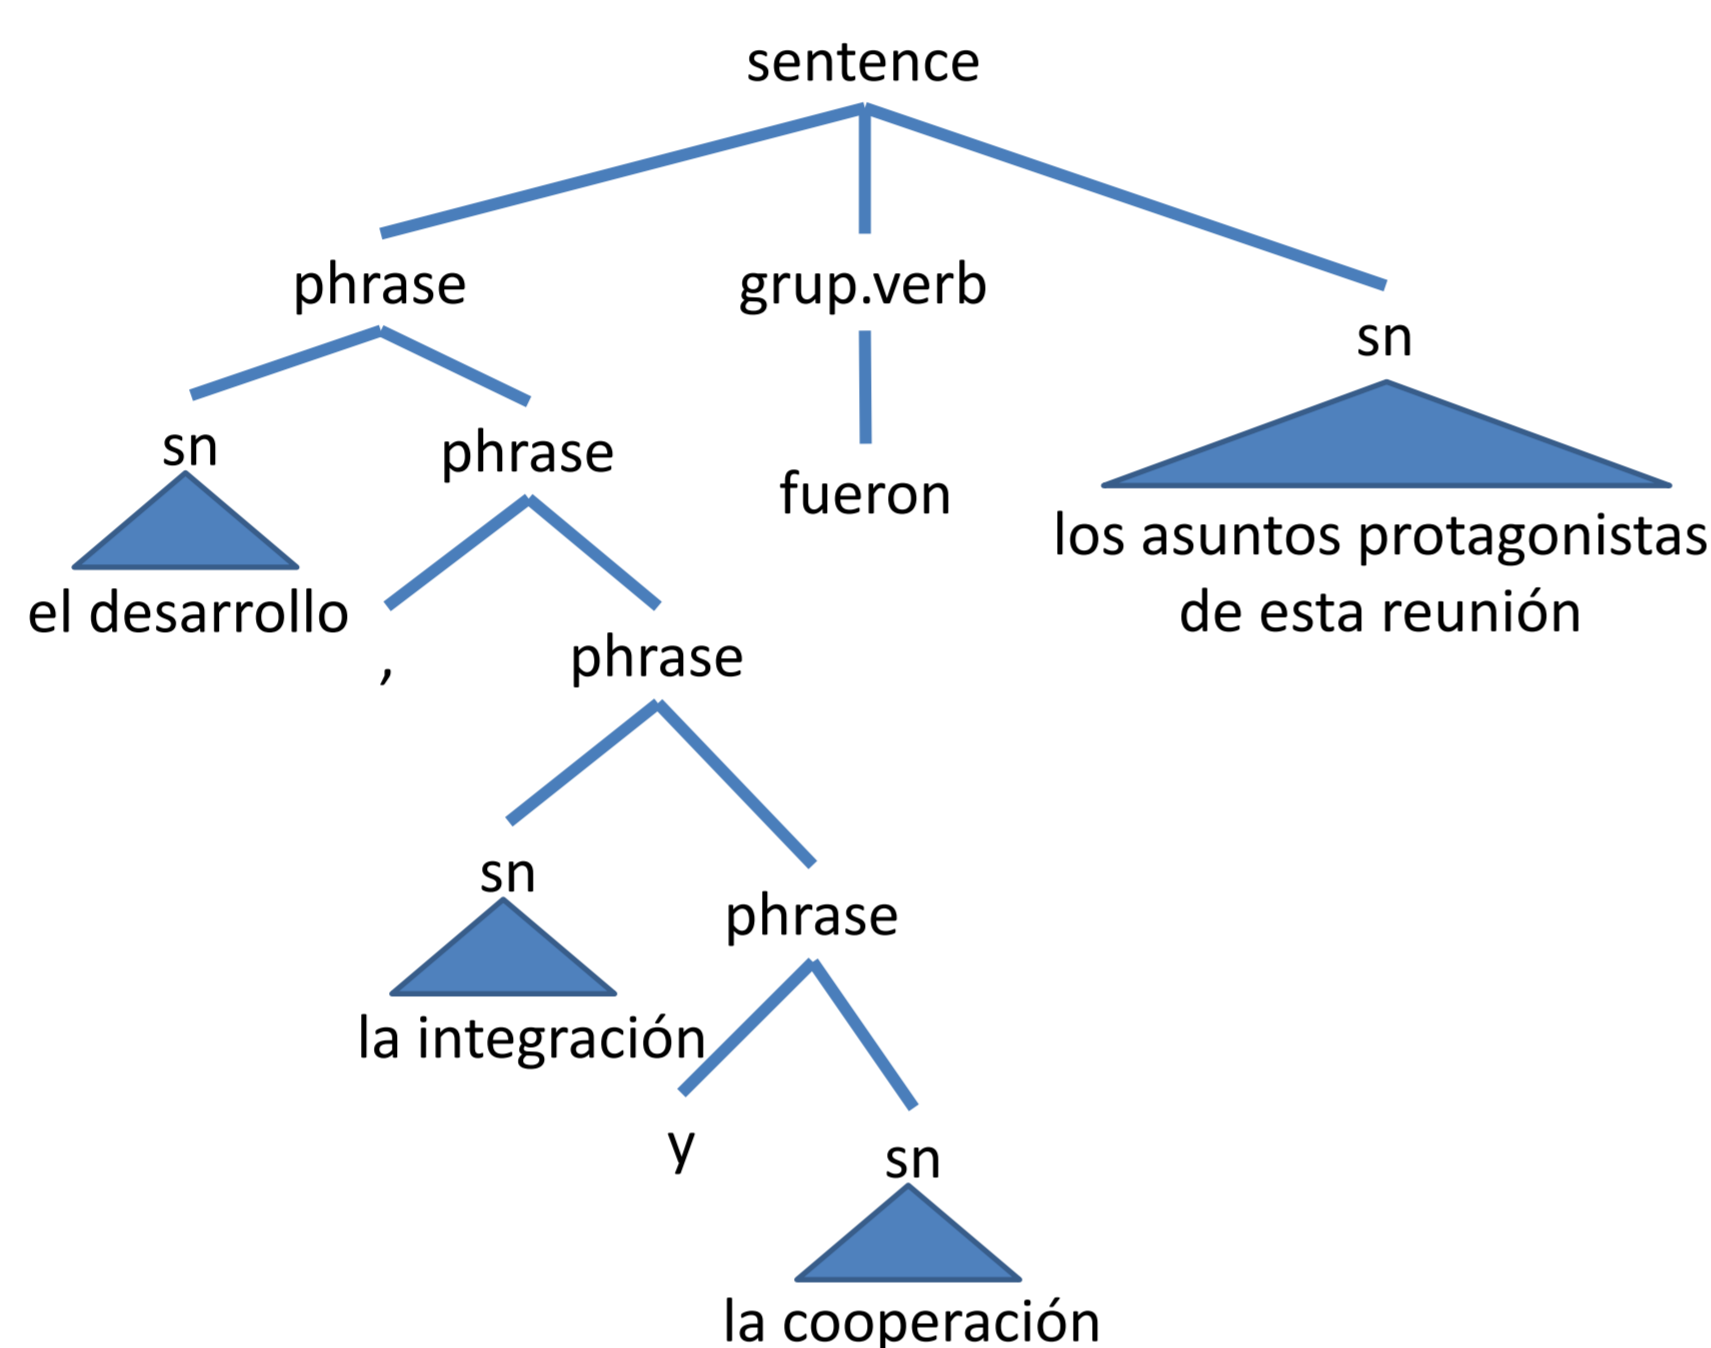 sentence
phrase
grup.verb
sn
sn
phrase
fueron
los asuntos protagonistas
de esta reunión
el desarrollo
,
phrase
sn
phrase
la integración
y
sn
la cooperación